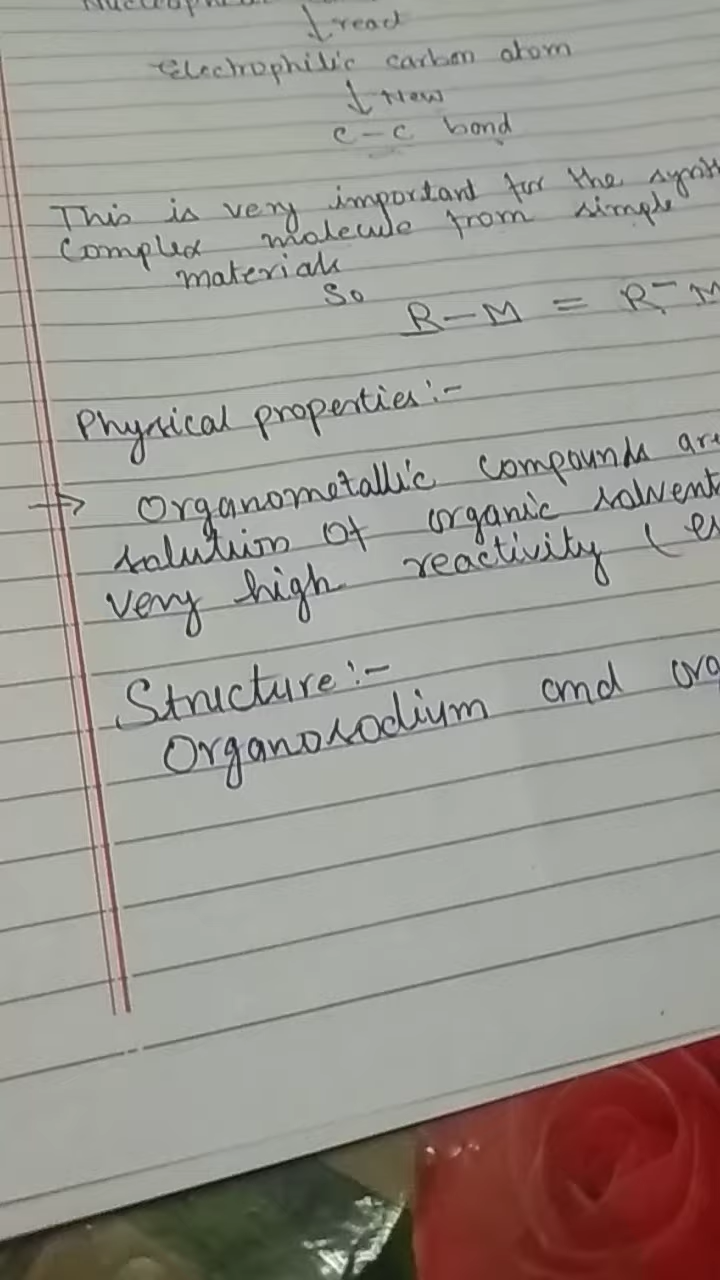 ↓ react
Electrophilic carbon atom
↓ New
C-C bond
This is very important for the
Complex molecule from simple
materials
So
R-M = R⁻M
Physical properties:-
→ Organometallic compounds are
solution of organic solvent
very high reactivity (
Structure:-
Organosodium and